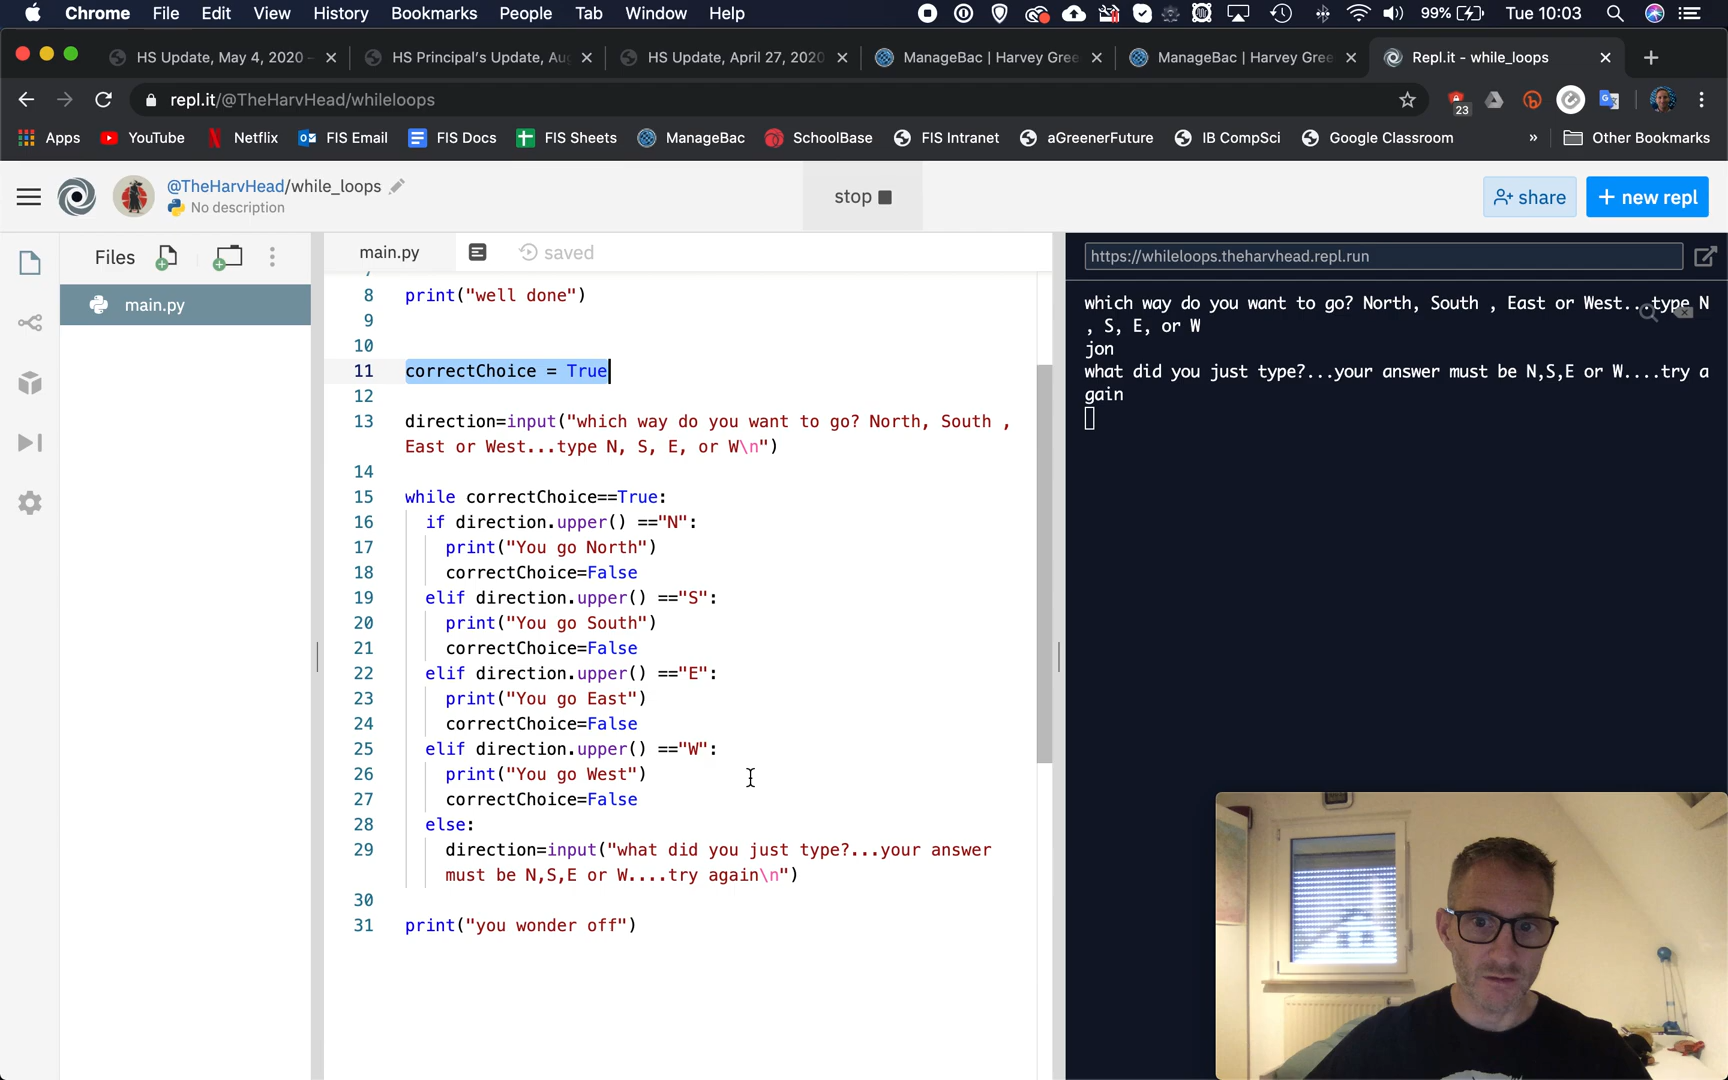 Chrome File Edit View History Bookmarks People Tab Window Help 99% Tue 10:03
HS Update, May 4, 2020 - HS Principal's Update, Au HS Update, April 27, 2020 ManageBac | Harvey Gree ManageBac | Harvey Gree Repl.it - while_loops
repl.it/@TheHarvHead/whileloops 23
Apps YouTube Netflix FIS Email FIS Docs FIS Sheets ManageBac SchoolBase FIS Intranet aGreenerFuture IB CompSci Google Classroom » Other Bookmarks
@TheHarvHead/while_loops
No description
stop
share
+ new repl
Files
main.py
main.py saved
7
8 print("well done")
9
10
11 correctChoice = True
12
13 direction=input("which way do you want to go? North, South ,
East or West...type N, S, E, or W\n")
14
15 while correctChoice==True:
16 if direction.upper() =="N":
17 print("You go North")
18 correctChoice=False
19 elif direction.upper() =="S":
20 print("You go South")
21 correctChoice=False
22 elif direction.upper() =="E":
23 print("You go East")
24 correctChoice=False
25 elif direction.upper() =="W":
26 print("You go West")
27 correctChoice=False
28 else:
29 direction=input("what did you just type?...your answer
must be N,S,E or W....try again\n")
30
31 print("you wonder off")
https://whileloops.theharvhead.repl.run
which way do you want to go? North, South , East or West...type N
, S, E, or W
jon
what did you just type?...your answer must be N,S,E or W....try a
gain